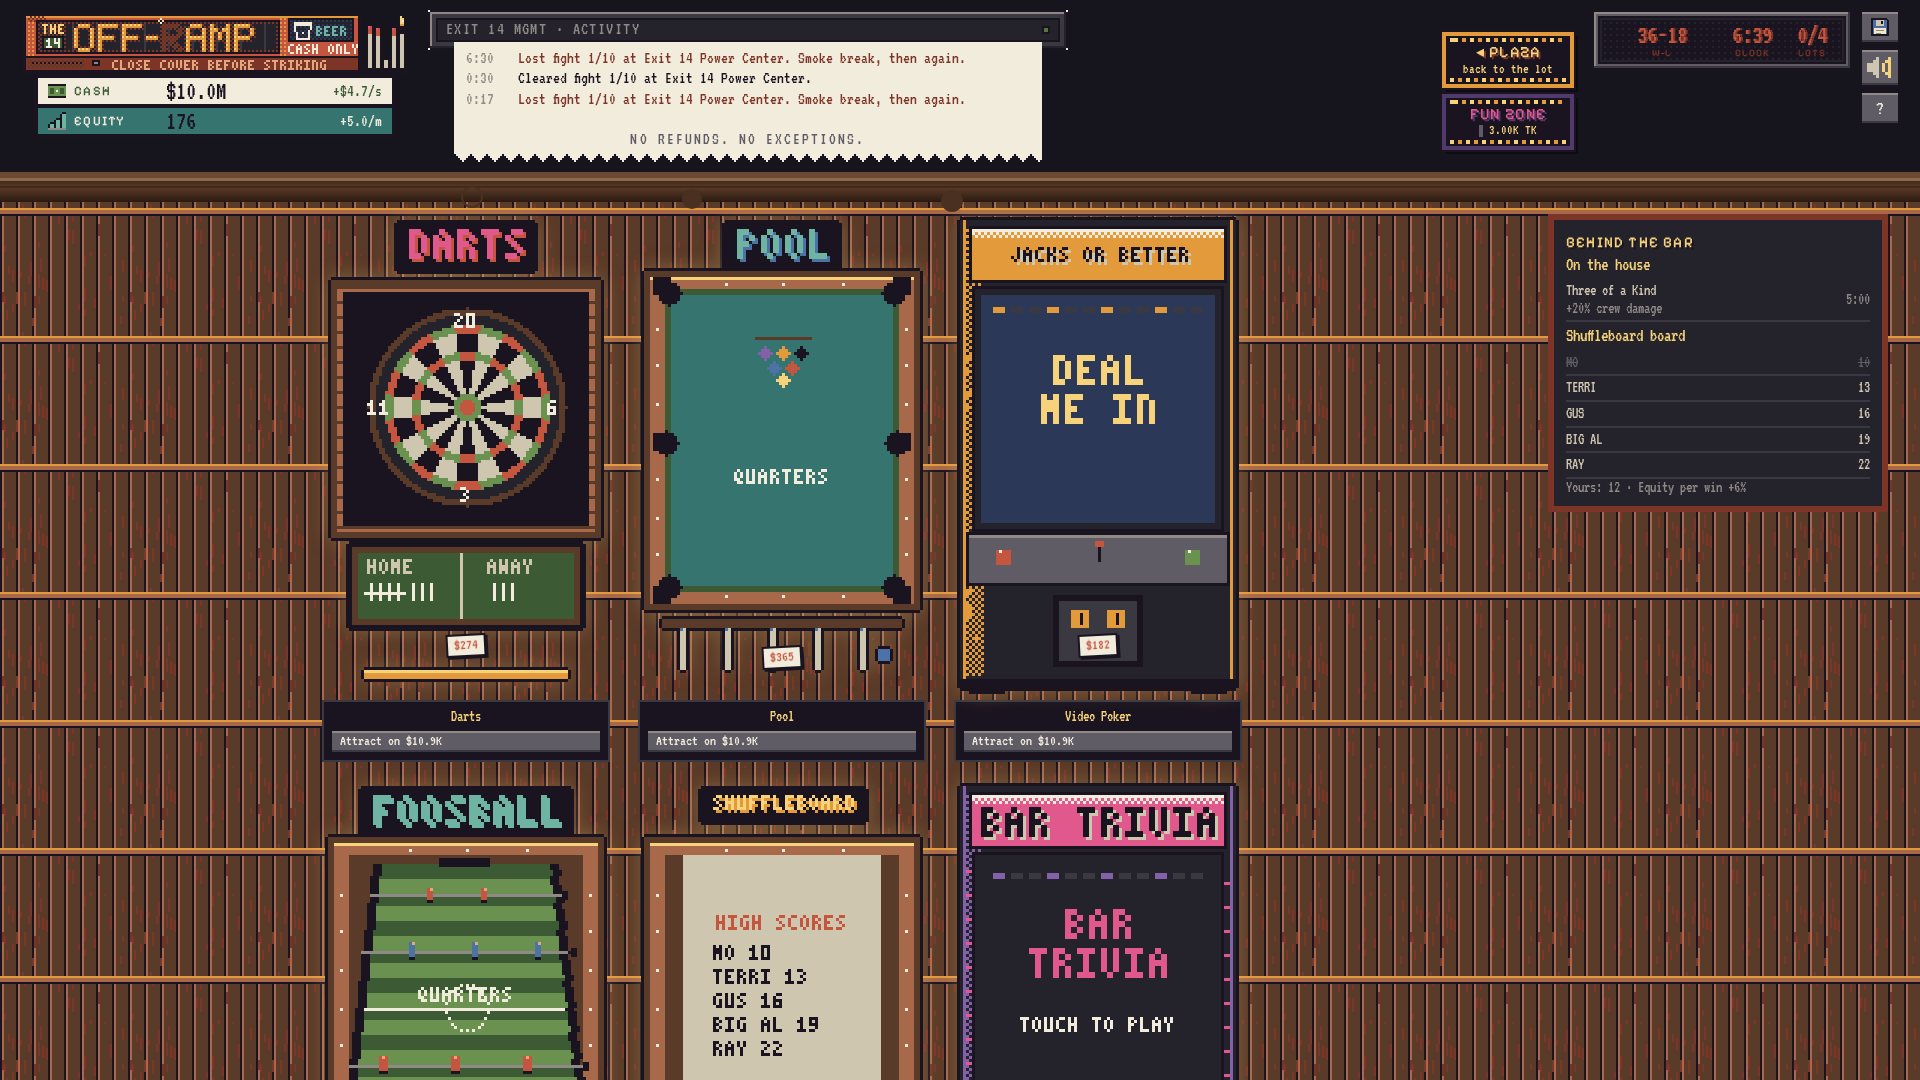 THE 14 OFF-RAMP
BEER
CASH ONLY
CLOSE COVER BEFORE STRIKING
CASH $10.0M +$4.7/s
EQUITY 176 +5.0/m
EXIT 14 MGMT · ACTIVITY
6:30 Lost fight 1/10 at Exit 14 Power Center. Smoke break, then again.
0:30 Cleared fight 1/10 at Exit 14 Power Center.
0:17 Lost fight 1/10 at Exit 14 Power Center. Smoke break, then again.
NO REFUNDS. NO EXCEPTIONS.
PLAZA
back to the lot
FUN ZONE
3.00K TK
36-18 6:39 0/4
W-L CLOCK LOTS
?
BEHIND THE BAR
On the house
Three of a Kind 5:00
+20% crew damage
Shuffleboard board
MO 10
TERRI 13
GUS 16
BIG AL 19
RAY 22
Yours: 12 · Equity per win +6%
DARTS
20
11 6
3
HOME AWAY
$274
Darts
Attract on $10.9K
POOL
QUARTERS
$365
Pool
Attract on $10.9K
JACKS OR BETTER
DEAL
ME IN
$182
Video Poker
Attract on $10.9K
FOOSBALL
QUARTERS
SHUFFLEBOARD
HIGH SCORES
MO 10
TERRI 13
GUS 16
BIG AL 19
RAY 22
BAR TRIVIA
BAR
TRIVIA
TOUCH TO PLAY